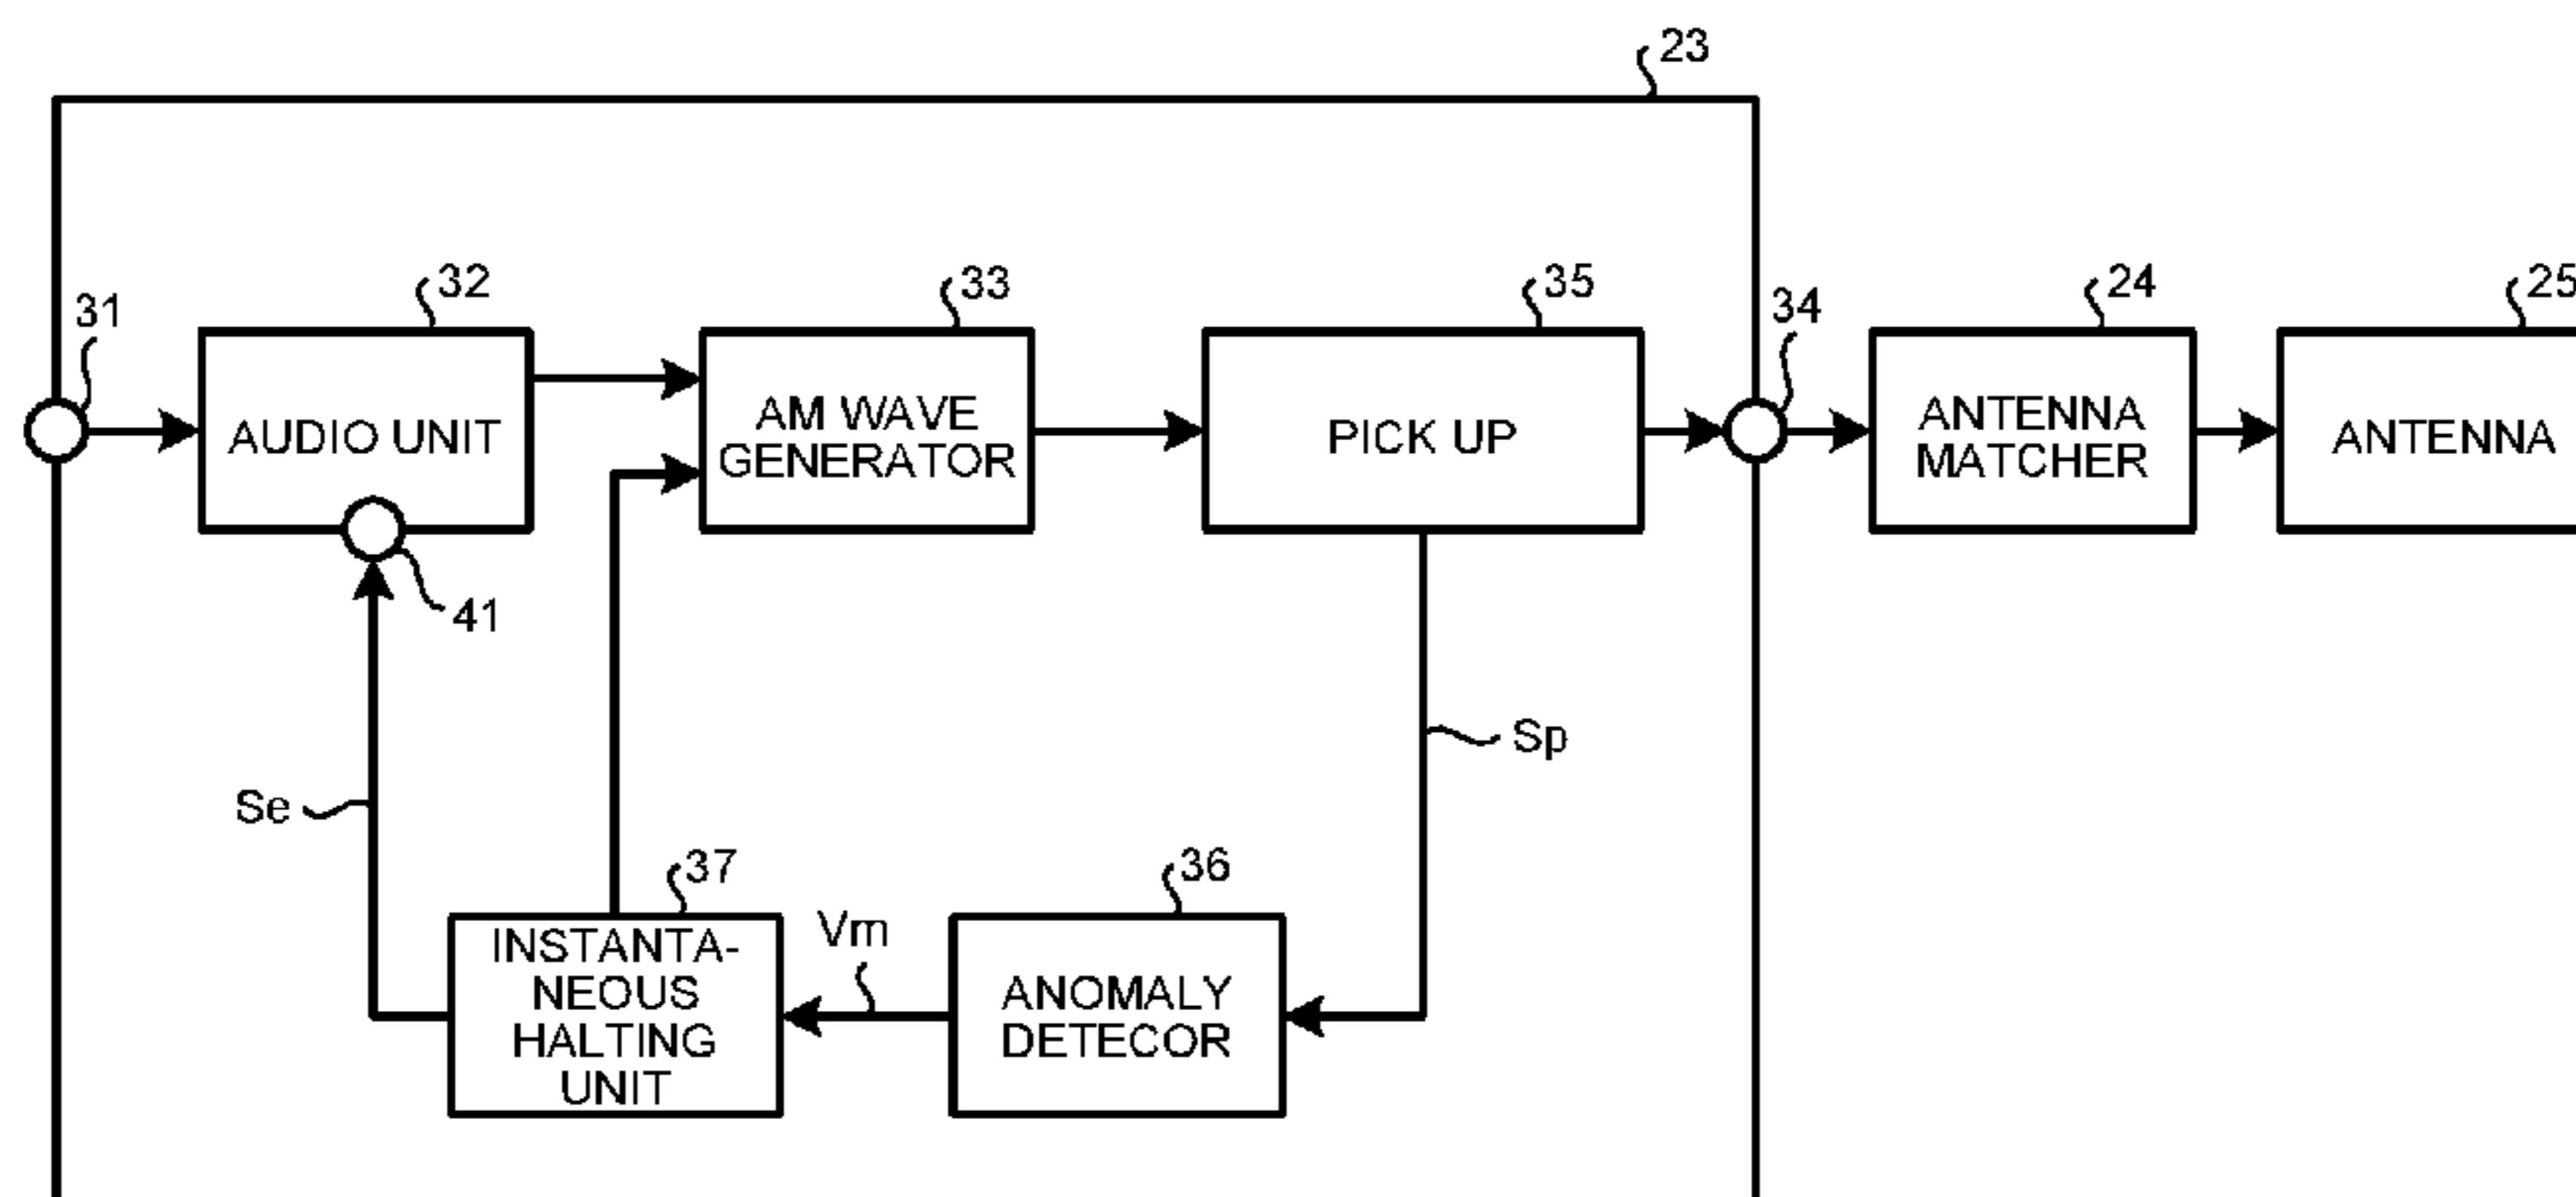 23
31
32
33
35
34
24
25
AUDIO UNIT
AM WAVE
GENERATOR
PICK UP
ANTENNA
MATCHER
ANTENNA
41
Sp
Se
37
36
Vm
INSTANTA-
NEOUS
HALTING
UNIT
ANOMALY
DETECOR